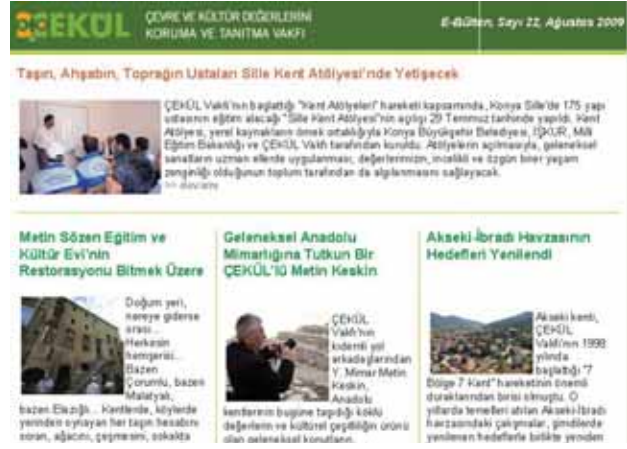 ÇEKÜL
ÇEVRE VE KÜLTÜR DEĞERLERİNİ
KORUMA VE TANITMA VAKFI
E-Bülten, Sayı 22, Ağustos 2009
Taşın, Ahşabın, Toprağın Ustaları Sille Kent Atölyesi'nde Yetişecek
ÇEKÜL Vakfı'nın başlattığı "Kent Atölyeleri" hareketi kapsamında, Konya Sille'de 175 yapı
ustasının eğitim alacağı "Sille Kent Atölyesi"nin açılışı 29 Temmuz tarihinde yapıldı. Kent
Atölyesi, yerel kaynakların örnek ortaklığıyla Konya Büyükşehir Belediyesi, İŞKUR, Milli
Eğitim Bakanlığı ve ÇEKÜL Vakfı tarafından kuruldu. Atölyelerin açılmasıyla, geleneksel
sanatların uzman ellerde uygulanması, değerlerimizin, incelikli ve özgün birer yaşam
zenginliği olduğunun toplum tarafından da algılanmasını sağlayacak.
>> devamı
Metin Sözen Eğitim ve
Kültür Evi'nin
Restorasyonu Bitmek Üzere
Doğum yeri,
nereye giderse
orası...
Herkesin
hemşerisi...
Bazen
Çorumlu, bazen
Malatyalı,
bazen Elazığlı... Kentlerde, köylerde
yerinden oynayan her taşın hesabını
soran, ağacını, çeşmesini, sokakta
Geleneksel Anadolu
Mimarlığına Tutkun Bir
ÇEKÜL'lü Metin Keskin
ÇEKÜL
Vakfı'nın
kıdemli yol
arkadaşlarından
Y. Mimar Metin
Keskin,
Anadolu
kentlerinin bugüne taşıdığı köklü
değerlerin ve kültürel çeşitliliğin ürünü
olan geleneksel konutların,
Akseki-İbradı Havzasının
Hedefleri Yenilendi
Akseki kenti,
ÇEKÜL
Vakfı'nın 1998
yılında
başlattığı "7
Bölge 7 Kent" hareketinin önemli
duraklarından birisi olmuştu. O
yıllarda temelleri atılan Akseki-İbradı
havzasındaki çalışmalar, şimdilerde
yenilenen hedeflerle birlikte yeniden